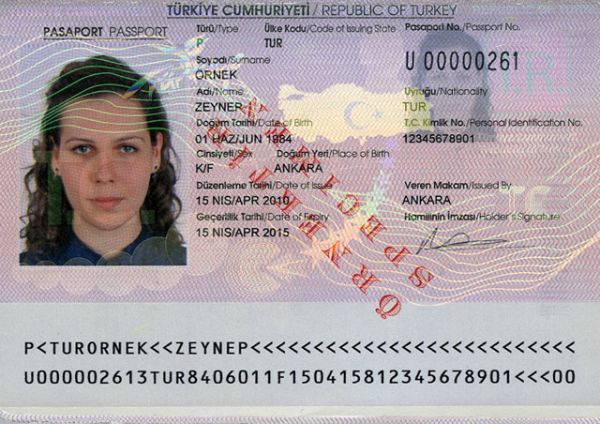 TÜRKİYE CUMHURİYETİ / REPUBLIC OF TURKEY
PASAPORT PASSPORT
Türü/Type Ülke Kodu/Code of Issuing State Pasaport No./Passport No.
P TUR U 00000261
Soyadı/Surname
ÖRNEK
Adı/Name Uyruğu/Nationality
ZEYNEP TUR
Doğum Tarihi/Date of Birth T.C. Kimlik No./Personal Identification No.
01 HAZ/JUN 1984 12345678901
Cinsiyeti/Sex Doğum Yeri/Place of Birth
K/F ANKARA
Düzenleme Tarihi/Date of Issue Veren Makam/Issued By
15 NIS/APR 2010 ANKARA
Geçerlilik Tarihi/Date of Expiry Hamilinin İmzası/Holder's Signature
15 NIS/APR 2015
ÖRNEKTİR
SPECIMEN
P<TURORNEK<<ZEYNEP<<<<<<<<<<<<<<<<<<<<<<<<<<
U000002613TUR8406011F150415812345678901<<<00